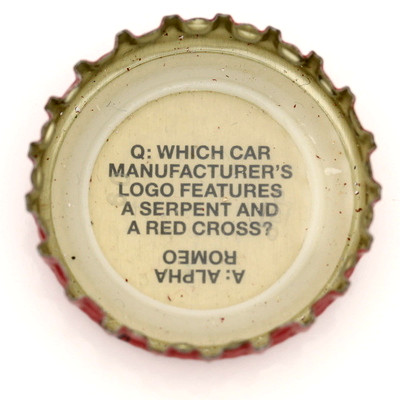 Q: WHICH CAR
MANUFACTURER'S
LOGO FEATURES
A SERPENT AND
A RED CROSS?
A: ALPHA
ROMEO